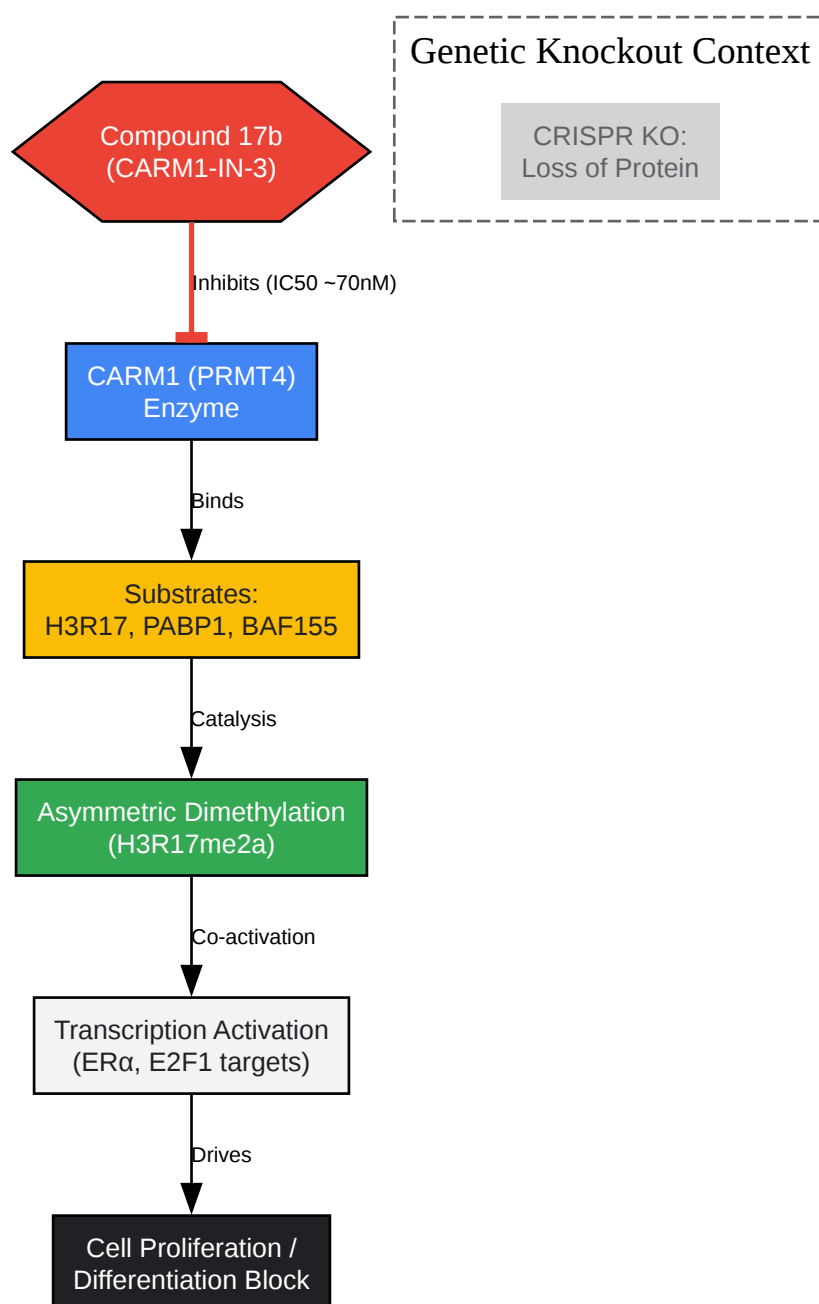 Genetic Knockout Context
CRISPR KO:
Loss of Protein
Compound 17b
(CARM1-IN-3)
Inhibits (IC50 ~70nM)
CARM1 (PRMT4)
Enzyme
Binds
Substrates:
H3R17, PABP1, BAF155
Catalysis
Asymmetric Dimethylation
(H3R17me2a)
Co-activation
Transcription Activation
(ERα, E2F1 targets)
Drives
Cell Proliferation /
Differentiation Block